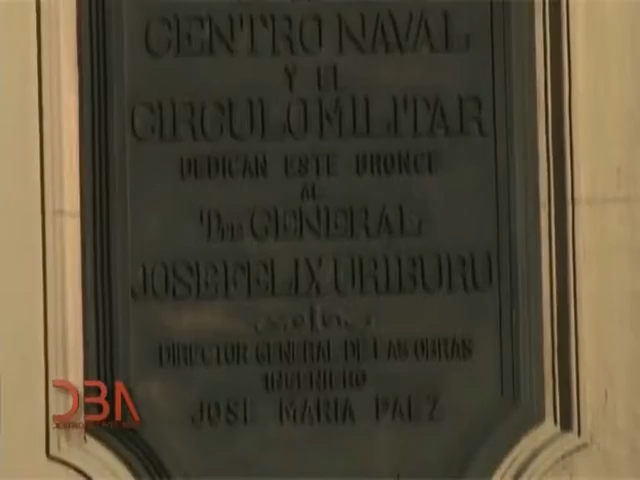 CENTRO NAVAL
Y EL
CIRCULO MILITAR
DEDICAN ESTE BRONCE
AL
GENERAL
JOSE FELIX URIBURU
DIRECTOR GENERAL DE LAS OBRAS
INGENIERO
JOSE MARIA PAEZ
DBA